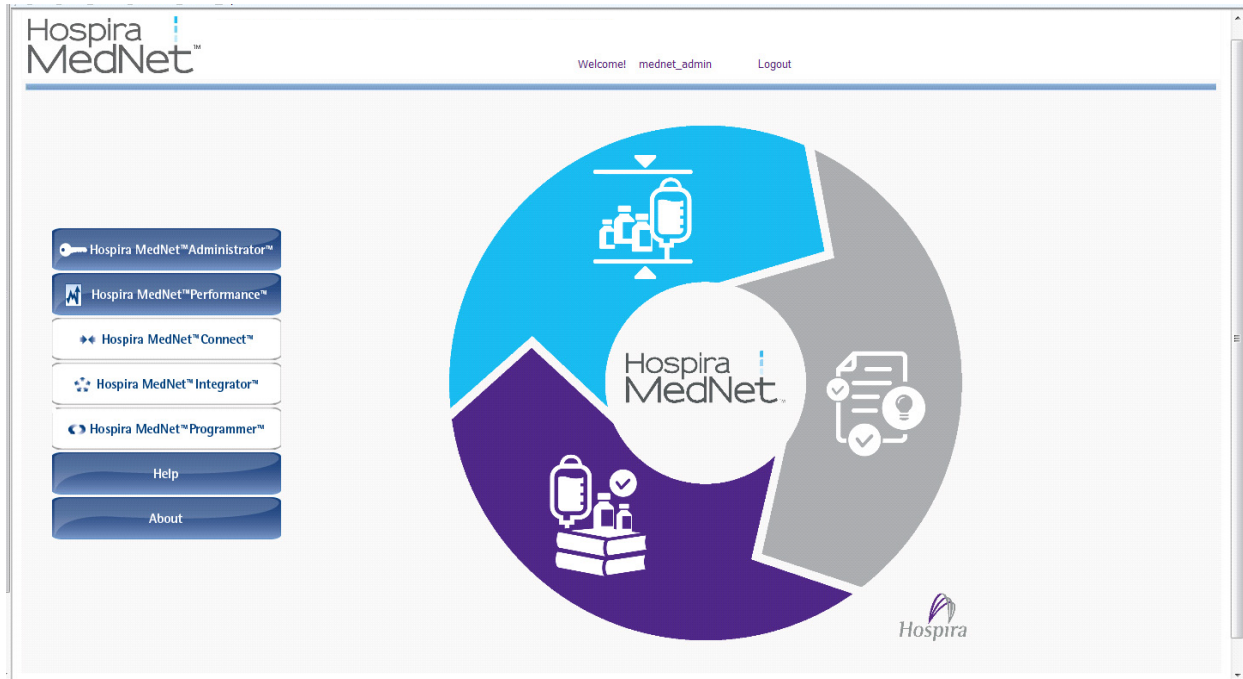 Hospira
MedNet™
Welcome! mednet_admin Logout
Hospira MedNet™Administrator™
Hospira MedNet™Performance™
Hospira MedNet™Connect™
Hospira MedNet™Integrator™
Hospira MedNet™Programmer™
Help
About
Hospira
MedNet™
Hospira